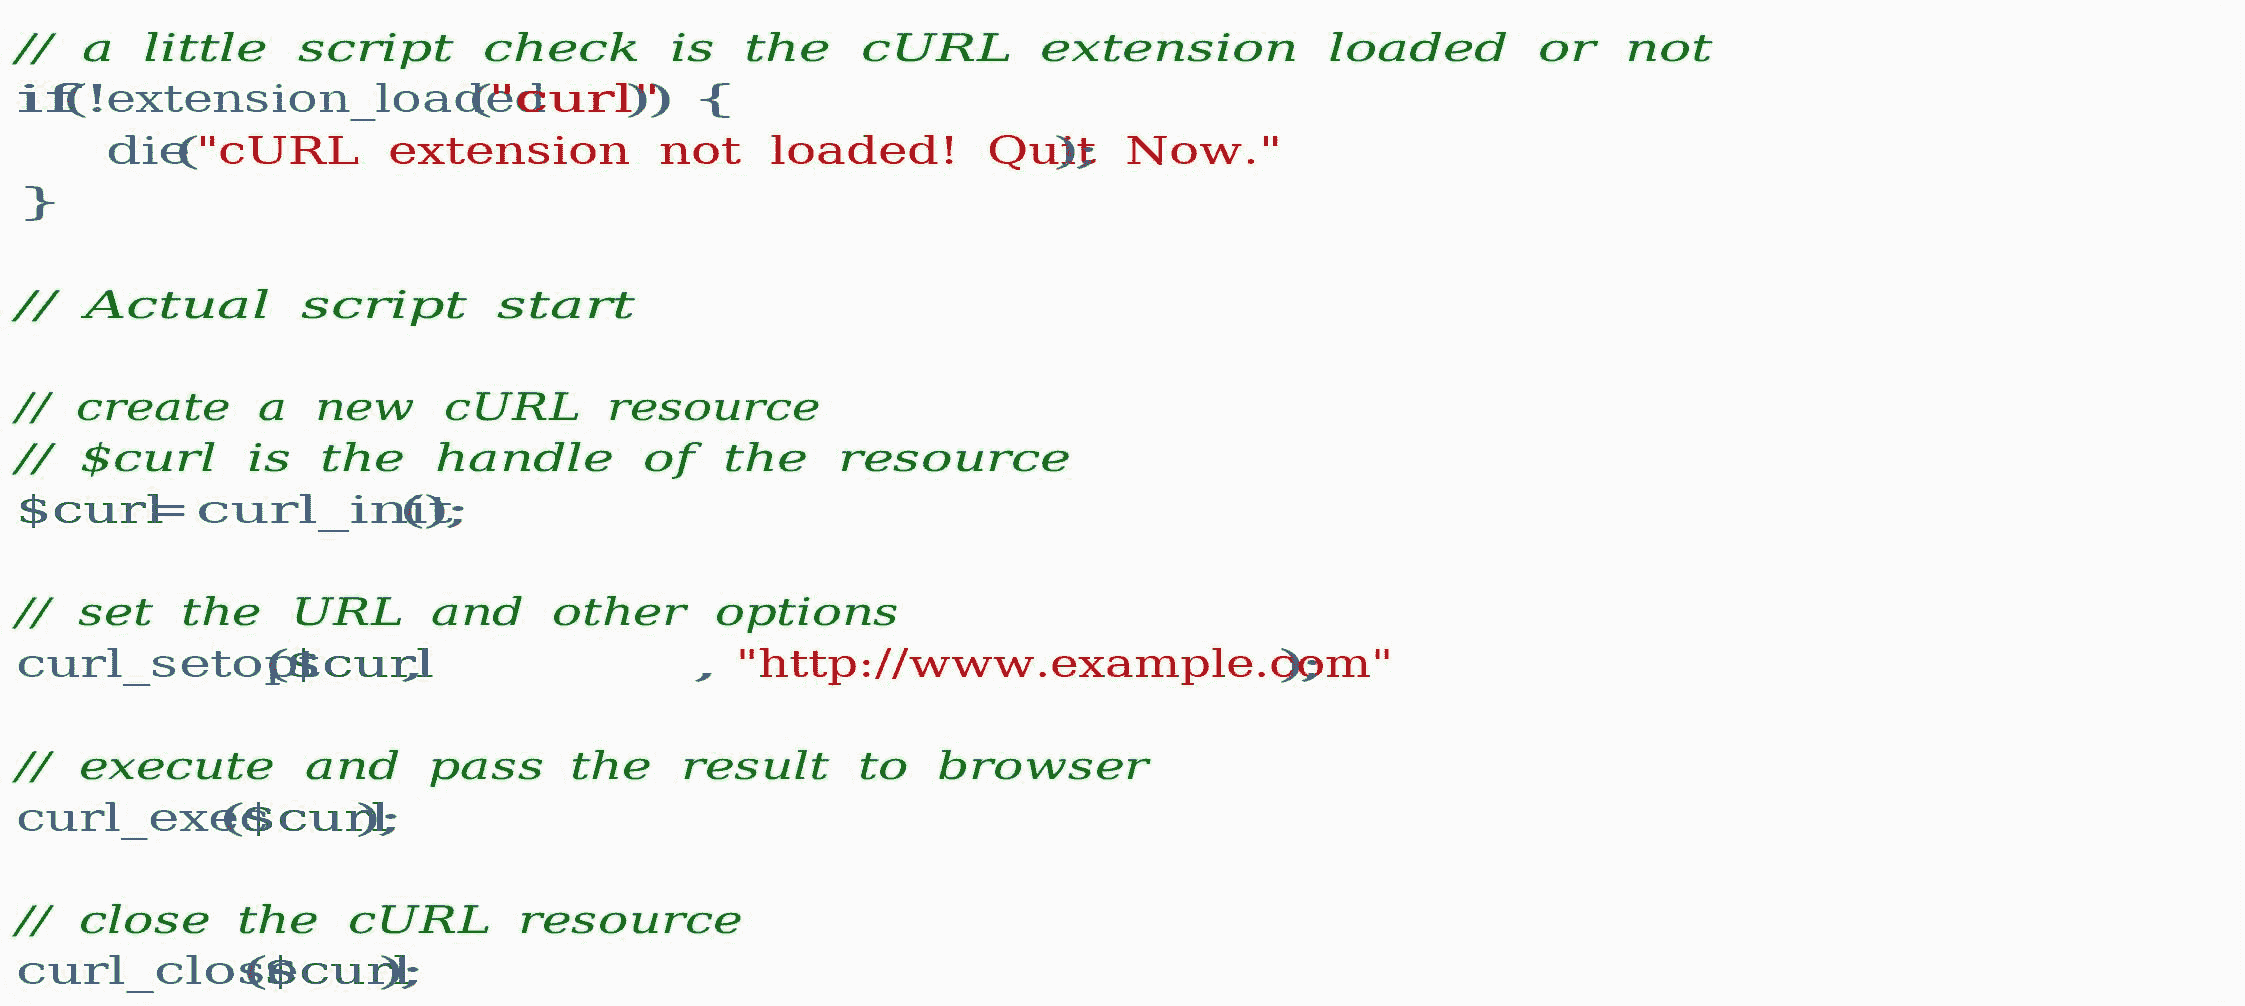 // a little script check is the cURL extension loaded or not
if(!extension_loaded("curl")) {
die("cURL extension not loaded! Quit Now.");
}
// Actual script start
// create a new cURL resource
// $curl is the handle of the resource
$curl = curl_init();
// set the URL and other options
curl_setopt($curl, , "http://www.example.com");
// execute and pass the result to browser
curl_exec($curl);
// close the cURL resource
curl_close($curl);